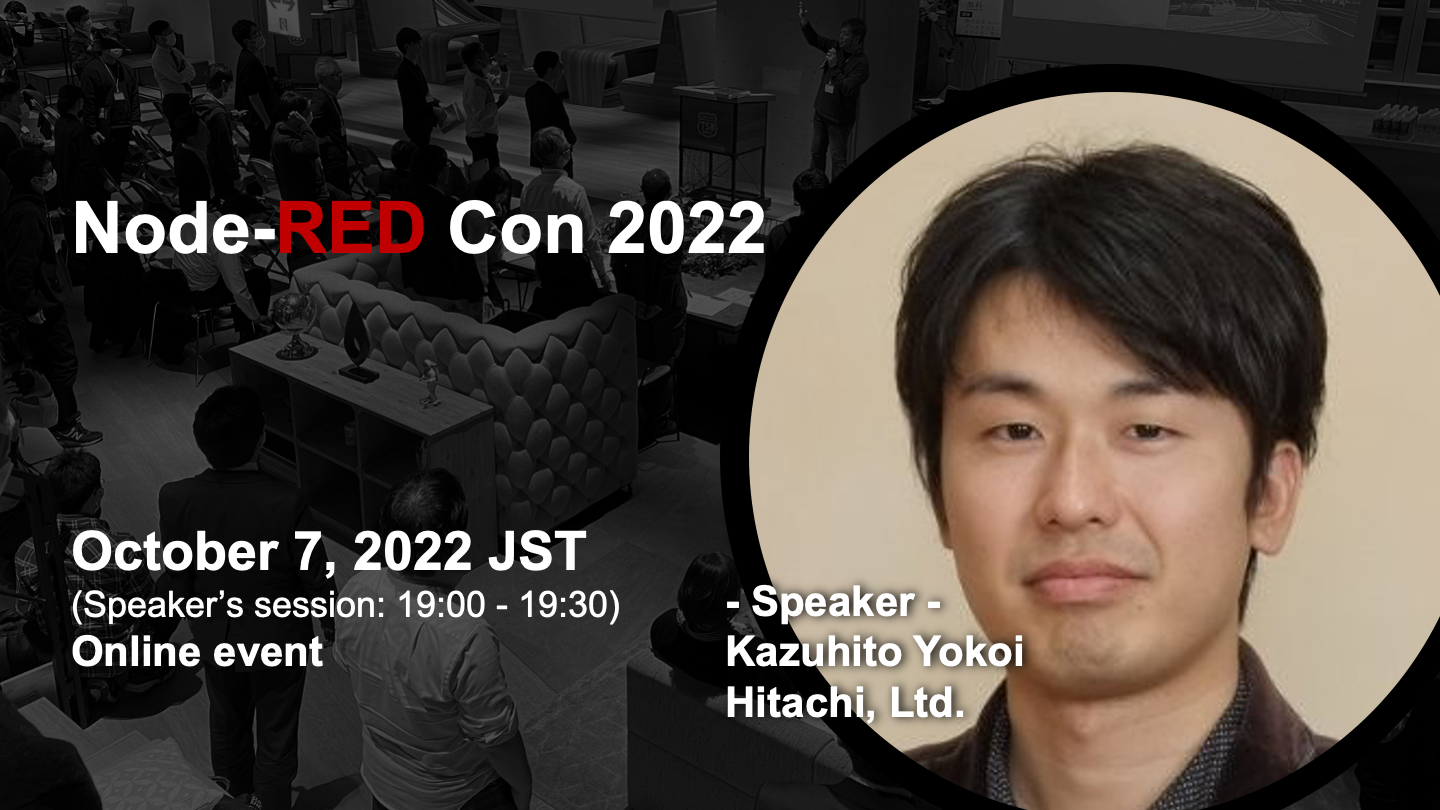 Node-RED Con 2022
October 7, 2022 JST
(Speaker’s session: 19:00 - 19:30)
Online event
- Speaker -
Kazuhito Yokoi
Hitachi, Ltd.